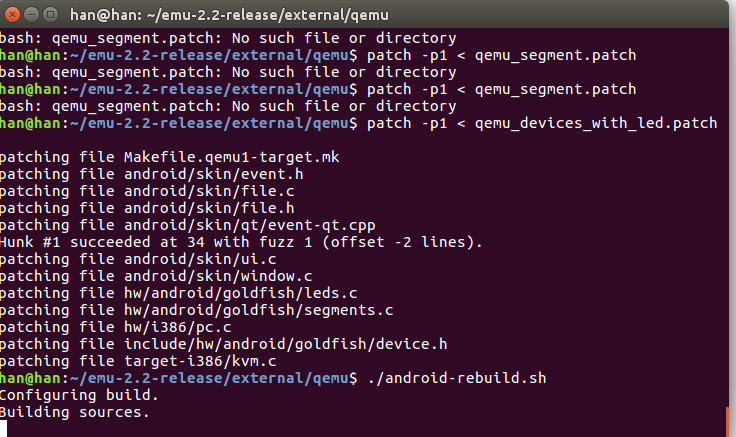 han@han: ~/emu-2.2-release/external/qemu
bash: qemu_segment.patch: No such file or directory
han@han:~/emu-2.2-release/external/qemu$ patch -p1 < qemu_segment.patch
bash: qemu_segment.patch: No such file or directory
han@han:~/emu-2.2-release/external/qemu$ patch -p1 < qemu_segment.patch
bash: qemu_segment.patch: No such file or directory
han@han:~/emu-2.2-release/external/qemu$ patch -p1 < qemu_devices_with_led.patch
patching file Makefile.qemu1-target.mk
patching file android/skin/event.h
patching file android/skin/file.c
patching file android/skin/file.h
patching file android/skin/qt/event-qt.cpp
Hunk #1 succeeded at 34 with fuzz 1 (offset -2 lines).
patching file android/skin/ui.c
patching file android/skin/window.c
patching file hw/android/goldfish/leds.c
patching file hw/android/goldfish/segments.c
patching file hw/i386/pc.c
patching file include/hw/android/goldfish/device.h
patching file target-i386/kvm.c
han@han:~/emu-2.2-release/external/qemu$ ./android-rebuild.sh
Configuring build.
Building sources.